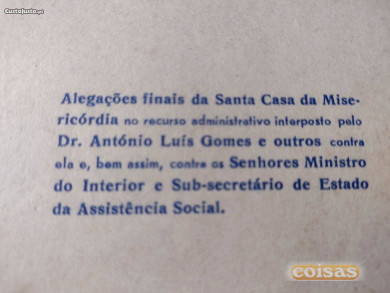 CustoJusto.pt
Alegações finais da Santa Casa da Mise-
ricórdia no recurso administrativo interposto pelo
Dr. António Luís Gomes e outros contra
ela e, bem assim, contra os Senhores Ministro
do Interior e Sub-secretário de Estado
da Assistência Social.
coisas